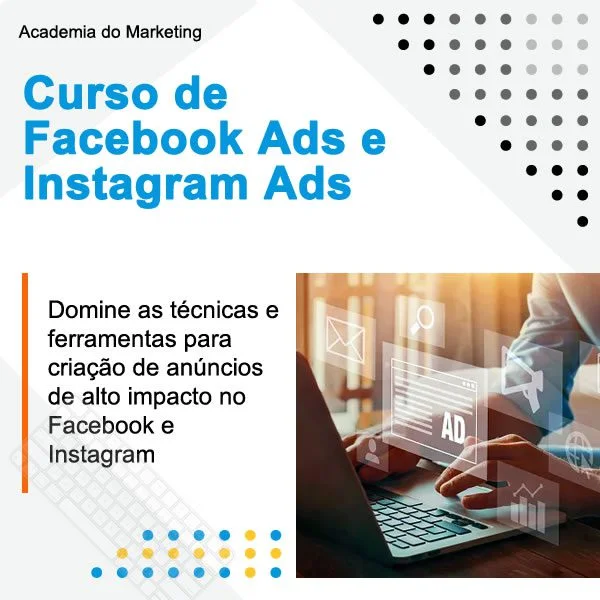 Academia do Marketing
Curso de
Facebook Ads e
Instagram Ads
Domine as técnicas e
ferramentas para
criação de anúncios
de alto impacto no
Facebook e
Instagram
AD